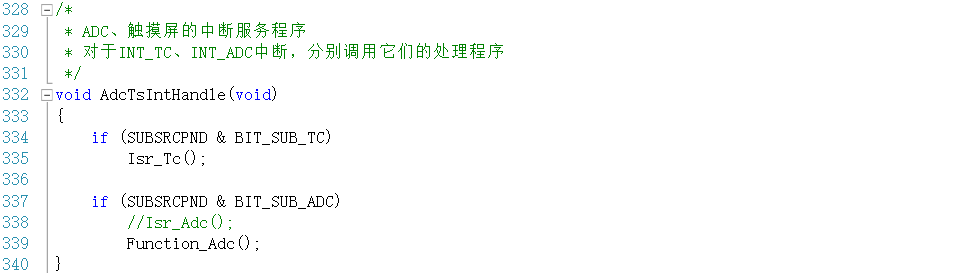 328 /*
329  * ADC、触摸屏的中断服务程序
330  * 对于INT_TC、INT_ADC中断，分别调用它们的处理程序
331  */
332 void AdcTsIntHandle(void)
333 {
334     if (SUBSRCPND & BIT_SUB_TC)
335         Isr_Tc();
336
337     if (SUBSRCPND & BIT_SUB_ADC)
338         //Isr_Adc();
339         Function_Adc();
340 }